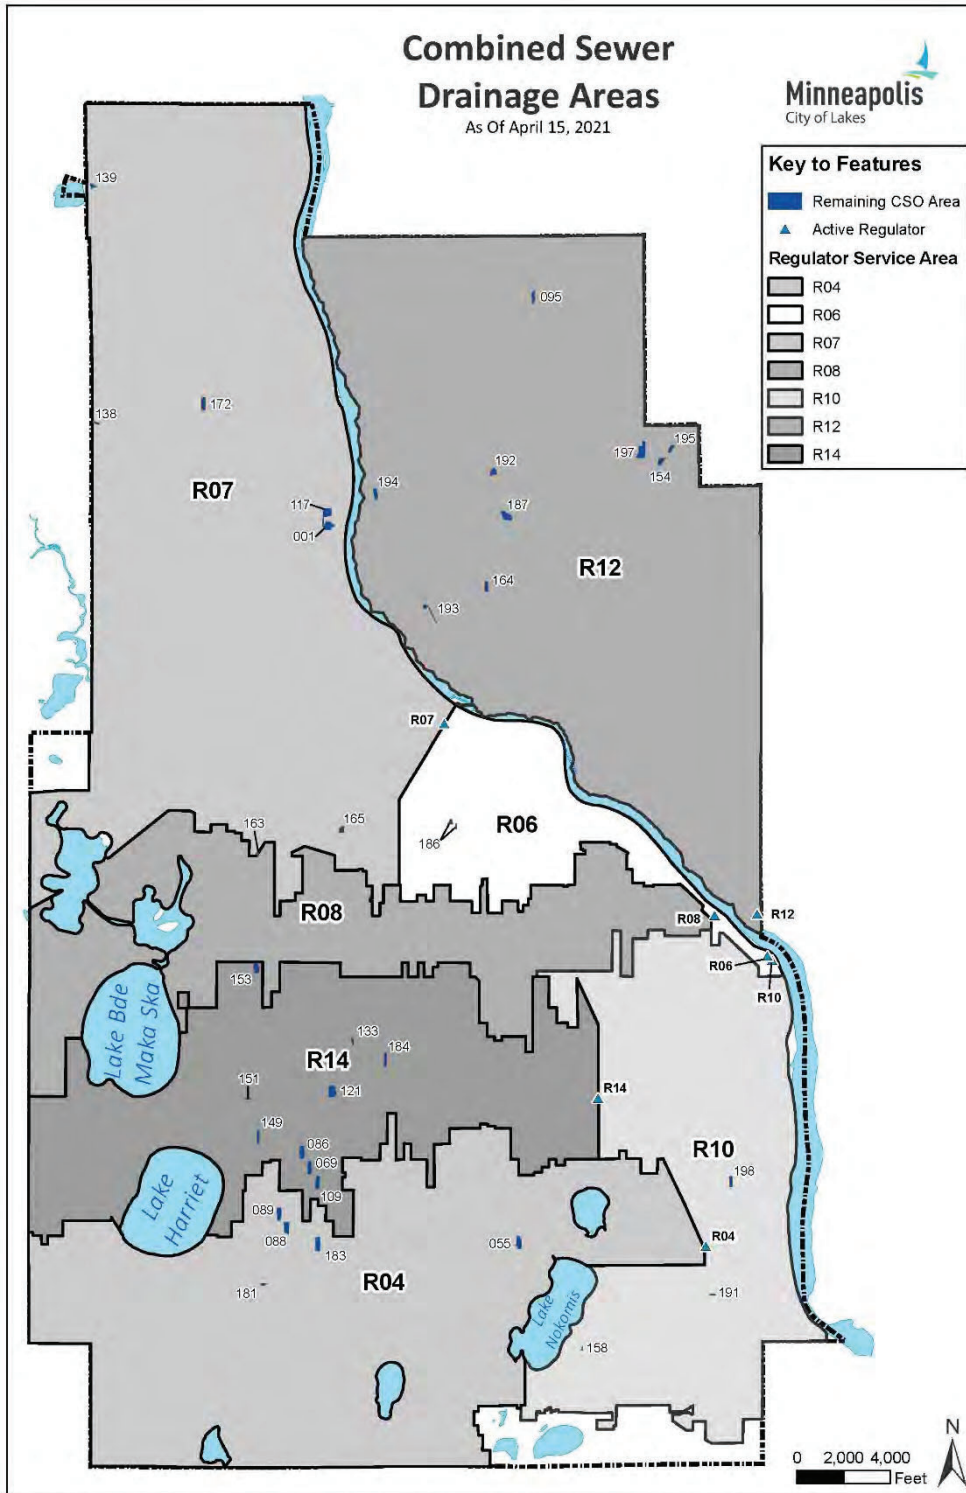 Combined Sewer
Drainage Areas
As Of April 15, 2021
Minneapolis
City of Lakes
Key to Features
Remaining CSO Area
Active Regulator
Regulator Service Area
R04
R06
R07
R08
R10
R12
R14
139
095
172
138
195
197
154
192
194
R07
187
117
001
R12
164
193
R07
163
165
186
R06
R08
R08
R12
R06
R10
153
Lake Bde
Maka Ska
133
184
R14
151
121
R14
149
086
069
R10
198
109
Lake
Harriet
089
088
183
055
R04
181
R04
191
Lake
Nokomis
158
N
0 2,000 4,000
Feet